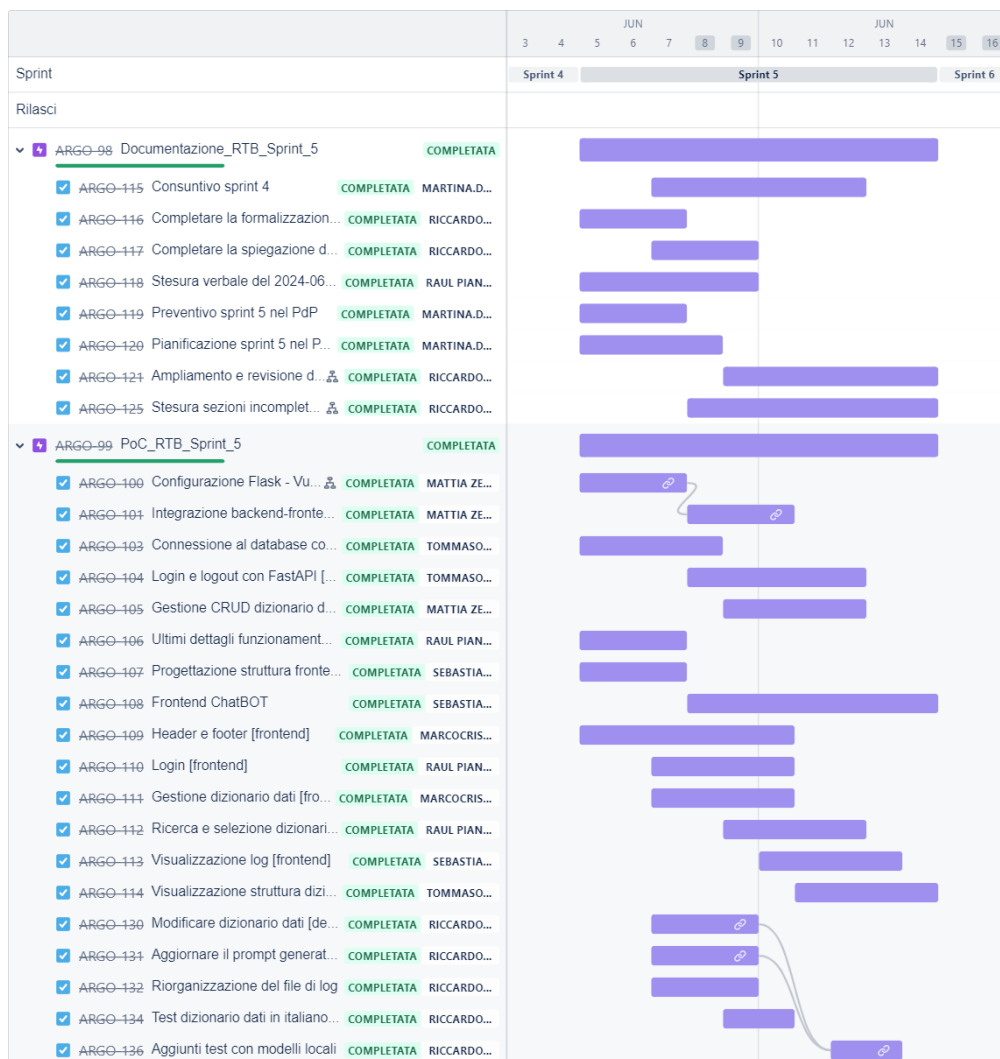 JUN JUN
3 4 5 6 7 8 9 10 11 12 13 14 15 16
Sprint Sprint 4 Sprint 5 Sprint 6
Rilasci
ARGO-98 Documentazione_RTB_Sprint_5 COMPLETATA
ARGO-115 Consuntivo sprint 4 COMPLETATA MARTINA.D...
ARGO-116 Completare la formalizzazion... COMPLETATA RICCARDO...
ARGO-117 Completare la spiegazione d... COMPLETATA RICCARDO...
ARGO-118 Stesura verbale del 2024-06... COMPLETATA RAUL PIAN...
ARGO-119 Preventivo sprint 5 nel PdP COMPLETATA MARTINA.D...
ARGO-120 Pianificazione sprint 5 nel P... COMPLETATA MARTINA.D...
ARGO-121 Ampliamento e revisione d... COMPLETATA RICCARDO...
ARGO-125 Stesura sezioni incomplet... COMPLETATA RICCARDO...
ARGO-99 PoC_RTB_Sprint_5 COMPLETATA
ARGO-100 Configurazione Flask - Vu... COMPLETATA MATTIA ZE...
ARGO-101 Integrazione backend-fronte... COMPLETATA MATTIA ZE...
ARGO-103 Connessione al database co... COMPLETATA TOMMASO...
ARGO-104 Login e logout con FastAPI [... COMPLETATA TOMMASO...
ARGO-105 Gestione CRUD dizionario d... COMPLETATA MATTIA ZE...
ARGO-106 Ultimi dettagli funzionament... COMPLETATA RAUL PIAN...
ARGO-107 Progettazione struttura fronte... COMPLETATA SEBASTIA...
ARGO-108 Frontend ChatBOT COMPLETATA SEBASTIA...
ARGO-109 Header e footer [frontend] COMPLETATA MARCOCRIS...
ARGO-110 Login [frontend] COMPLETATA RAUL PIAN...
ARGO-111 Gestione dizionario dati [fro... COMPLETATA MARCOCRIS...
ARGO-112 Ricerca e selezione dizionari... COMPLETATA RAUL PIAN...
ARGO-113 Visualizzazione log [frontend] COMPLETATA SEBASTIA...
ARGO-114 Visualizzazione struttura dizi... COMPLETATA TOMMASO...
ARGO-130 Modificare dizionario dati [de... COMPLETATA RICCARDO...
ARGO-131 Aggiornare il prompt generat... COMPLETATA RICCARDO...
ARGO-132 Riorganizzazione del file di log COMPLETATA RICCARDO...
ARGO-134 Test dizionario dati in italiano... COMPLETATA RICCARDO...
ARGO-136 Aggiunti test con modelli locali COMPLETATA RICCARDO...